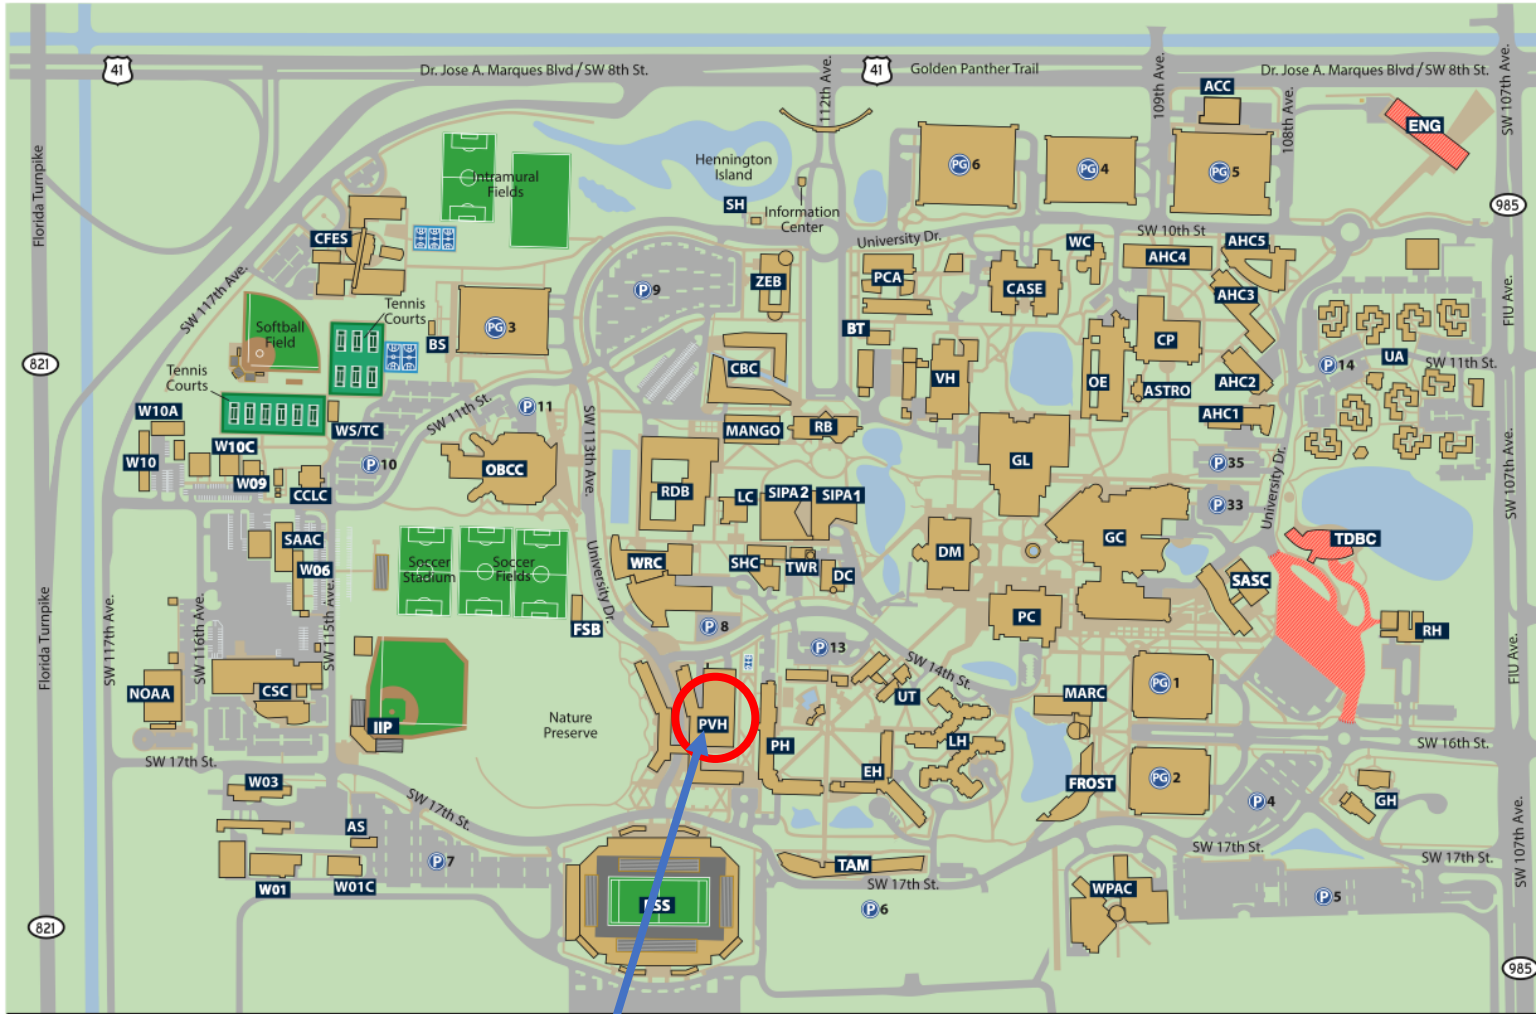 41
Dr. Jose A. Marques Blvd / SW 8th St.
112th Ave.
41
Golden Panther Trail
109th Ave.
Dr. Jose A. Marques Blvd / SW 8th St.
SW 107th Ave.
ACC
108th Ave.
ENG
Florida Turnpike
Intramural
Fields
Hennington
Island
SH
Information
Center
PG 6
PG 4
PG 5
985
CFES
University Dr.
WC
SW 10th St
AHC5
AHC4
SW 117th Ave.
P 9
ZEB
PCA
CASE
AHC3
FIU Ave.
Tennis
Courts
Softball
Field
BS
PG 3
BT
CP
821
Tennis
Courts
CBC
VH
OE
ASTRO
AHC2
P 14
UA
SW 11th St.
W10A
WS/TC
SW 11th St.
P 11
SW 113th Ave.
MANGO
RB
AHC1
W10
W10C
W09
CCLC
P 10
OBCC
RDB
LC
SIPA2
SIPA1
GL
P 35
P 33
University Dr.
SW 107th Ave.
SAAC
W06
Soccer
Stadium
Soccer
Fields
University Dr.
WRC
SHC
TWR
DC
DM
GC
TDBC
SASC
Florida Turnpike
SW 117th Ave.
SW 116th Ave.
SW 115th Ave.
FSB
P 8
P 13
PC
RH
FIU Ave.
NOAA
CSC
IIP
Nature
Preserve
PVH
PH
UT
SW 14th St.
LH
EH
MARC
PG 1
SW 16th St.
SW 17th St.
W03
SW 17th St.
FROST
PG 2
P 4
GH
SW 107th Ave.
AS
P 7
W01
W01C
TAM
SW 17th St.
P 6
WPAC
SW 17th St.
SW 17th St.
P 5
821
985